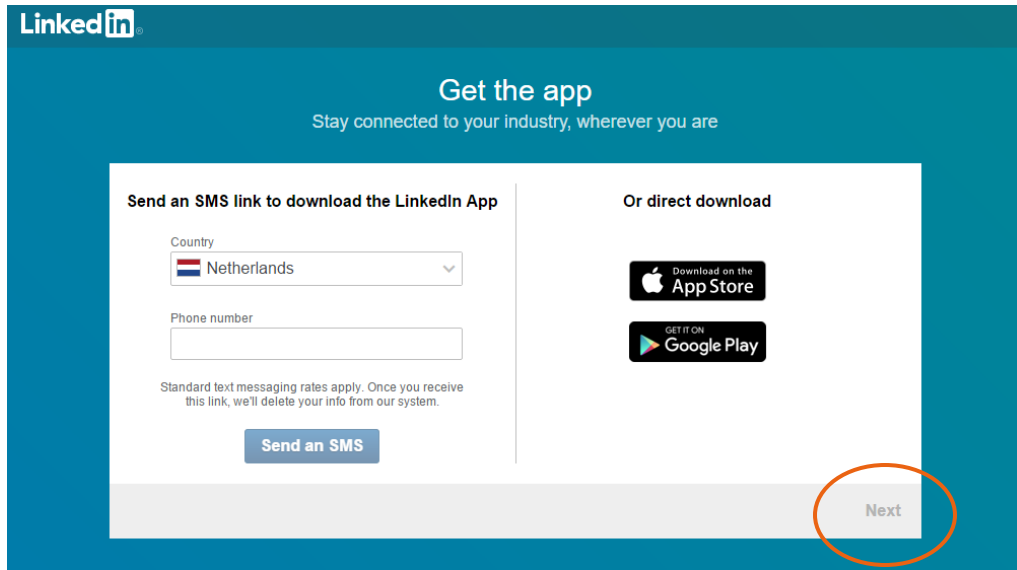 Linked in ®
Get the app
Stay connected to your industry, wherever you are
Send an SMS link to download the LinkedIn App
Country
Netherlands
Phone number
Standard text messaging rates apply. Once you receive
this link, we'll delete your info from our system.
Send an SMS
Or direct download
Download on the
App Store
GET IT ON
Google Play
Next